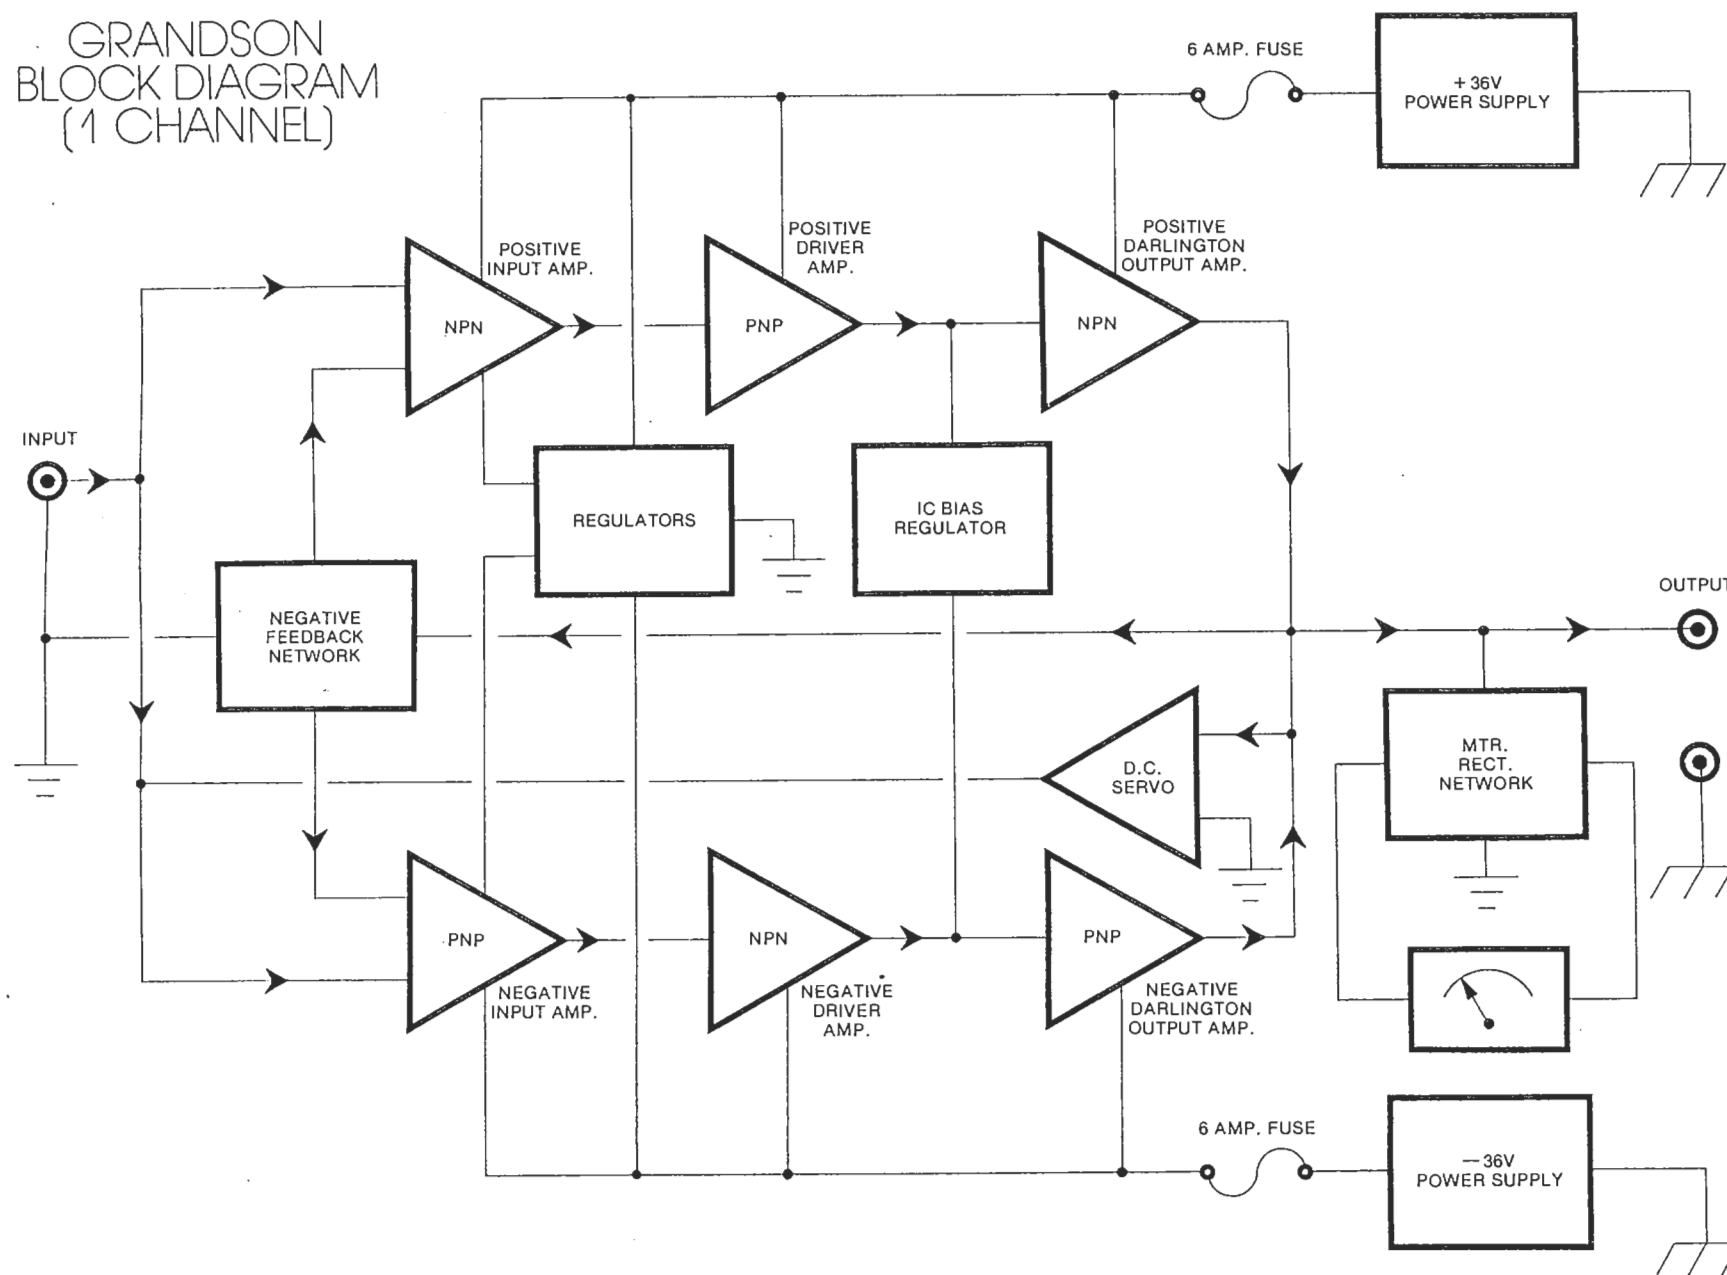 GRANDSON
BLOCK DIAGRAM
(1 CHANNEL)
6 AMP. FUSE
+36V
POWER SUPPLY
POSITIVE
INPUT AMP.
POSITIVE
DRIVER
AMP.
POSITIVE
DARLINGTON
OUTPUT AMP.
NPN
PNP
NPN
INPUT
REGULATORS
IC BIAS
REGULATOR
NEGATIVE
FEEDBACK
NETWORK
OUTPUT
D.C.
SERVO
MTR.
RECT.
NETWORK
PNP
NPN
PNP
NEGATIVE
INPUT AMP.
NEGATIVE
DRIVER
AMP.
NEGATIVE
DARLINGTON
OUTPUT AMP.
6 AMP. FUSE
—36V
POWER SUPPLY